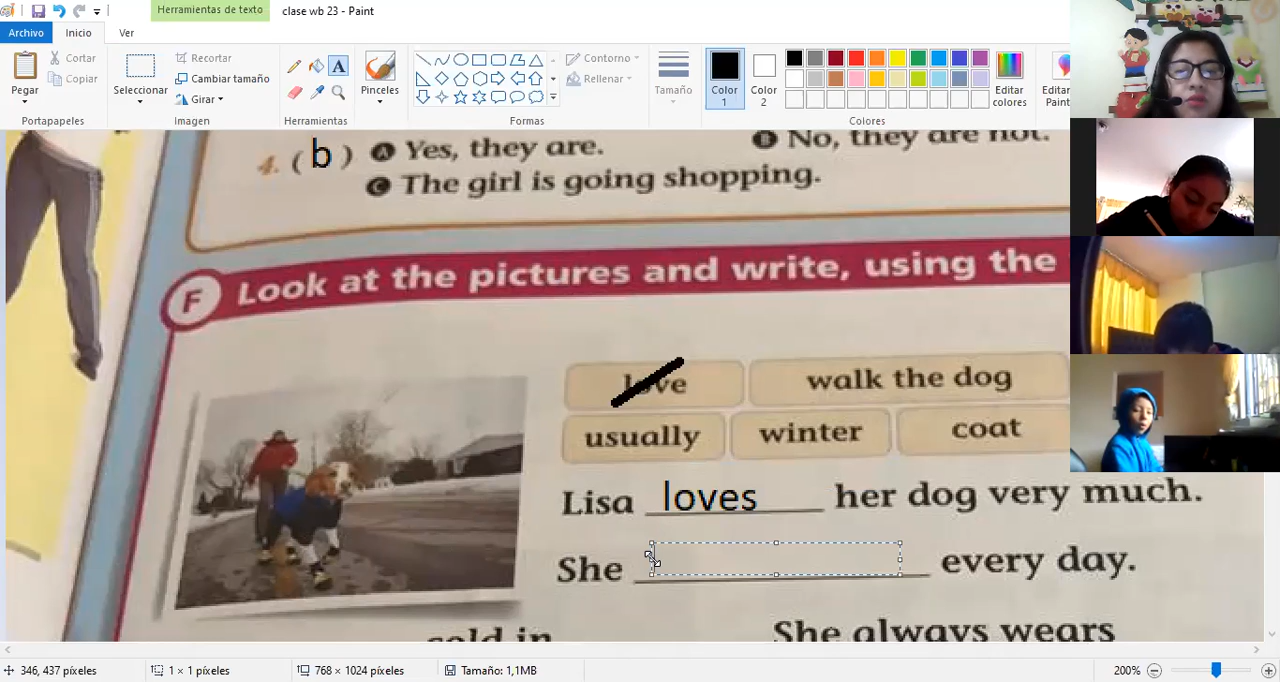 Herramientas de texto
clase wb 23 - Paint
Archivo
Inicio
Ver
Pegar
Cortar
Copiar
Portapapeles
Seleccionar
Recortar
Cambiar tamaño
Girar
Imagen
A
Herramientas
Pinceles
Contorno
Rellenar
Formas
Tamaño
Color 1
Color 2
Editar colores
Editar
Paint
Colores
4. ( b ) A Yes, they are. B No, they are not.
C The girl is going shopping.
F Look at the pictures and write, using the
love walk the dog
usually winter coat
Lisa loves her dog very much.
She ____ every day.
cold in She always wears
346, 437 píxeles
1 × 1 píxeles
768 × 1024 píxeles
Tamaño: 1,1MB
200%